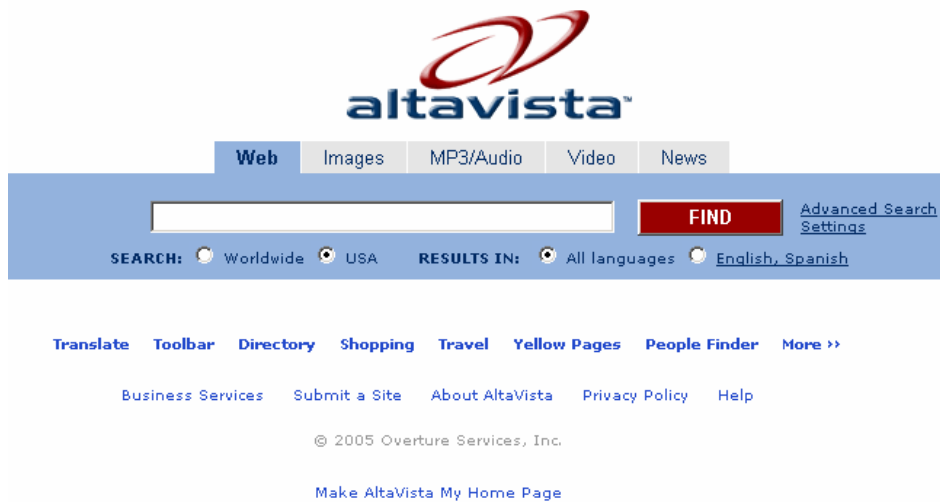 altavista™
Web Images MP3/Audio Video News
FIND Advanced Search
Settings
SEARCH: Worldwide USA RESULTS IN: All languages English, Spanish
Translate Toolbar Directory Shopping Travel Yellow Pages People Finder More ››
Business Services Submit a Site About AltaVista Privacy Policy Help
© 2005 Overture Services, Inc.
Make AltaVista My Home Page